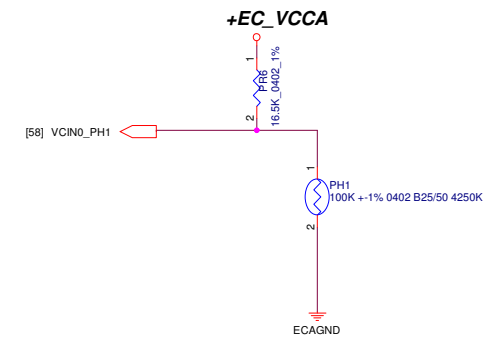 +EC_VCCA
1
PR6
16.5K_0402_1%
2
[58] VCIN0_PH1
1
PH1
100K +-1% 0402 B25/50 4250K
2
ECAGND